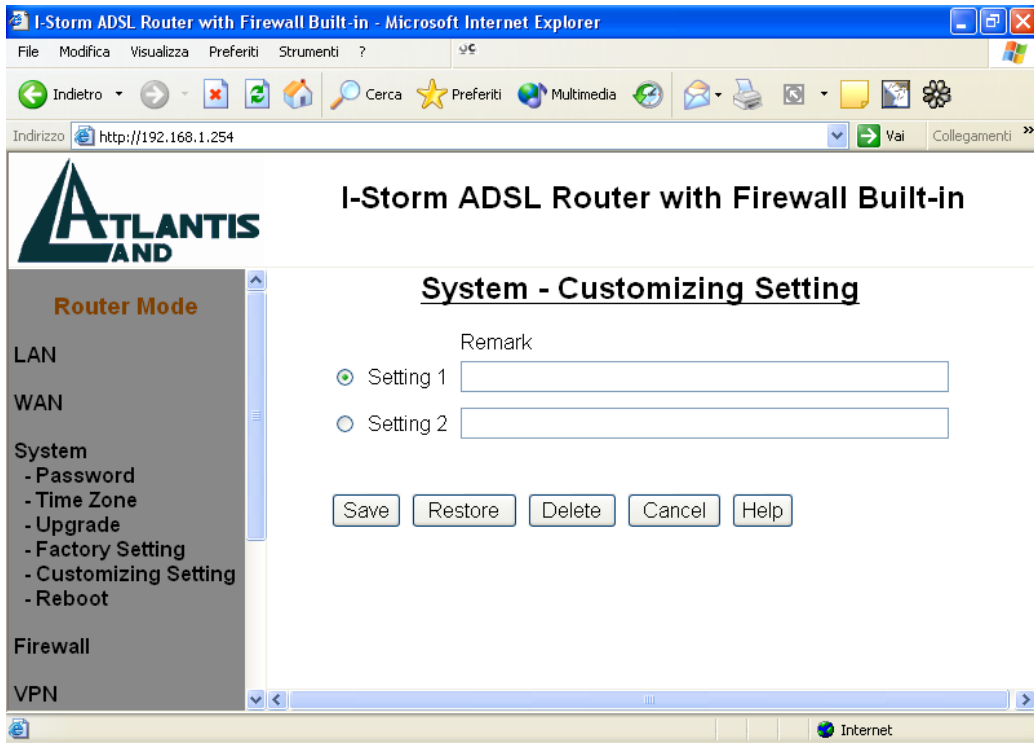 I-Storm ADSL Router with Firewall Built-in - Microsoft Internet Explorer
File Modifica Visualizza Preferiti Strumenti ?
Indietro Cerca Preferiti Multimedia
Indirizzo http://192.168.1.254 Vai Collegamenti »
ATLANTIS
LAND
I-Storm ADSL Router with Firewall Built-in
Router Mode
LAN
WAN
System
- Password
- Time Zone
- Upgrade
- Factory Setting
- Customizing Setting
- Reboot
Firewall
VPN
System - Customizing Setting
Remark
Setting 1
Setting 2
Save Restore Delete Cancel Help
Internet